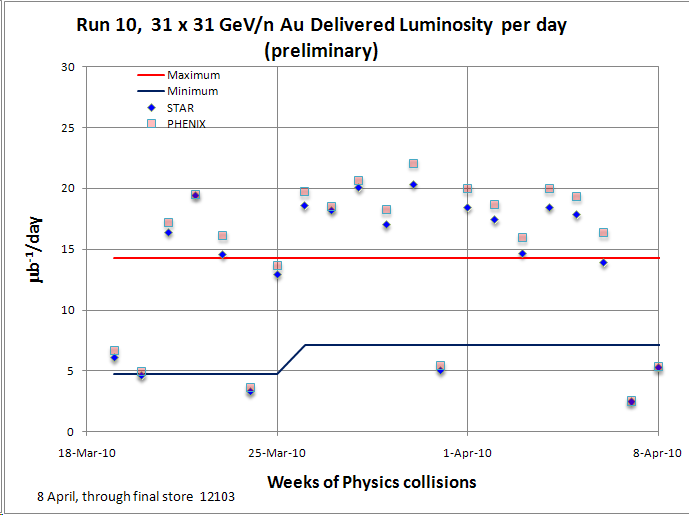 Run 10, 31 x 31 GeV/n Au Delivered Luminosity per day
(preliminary)
30
Maximum
Minimum
STAR
PHENIX
25
20
15
10
5
0
μb⁻¹/day
18-Mar-10
25-Mar-10
1-Apr-10
8-Apr-10
Weeks of Physics collisions
8 April, through final store 12103